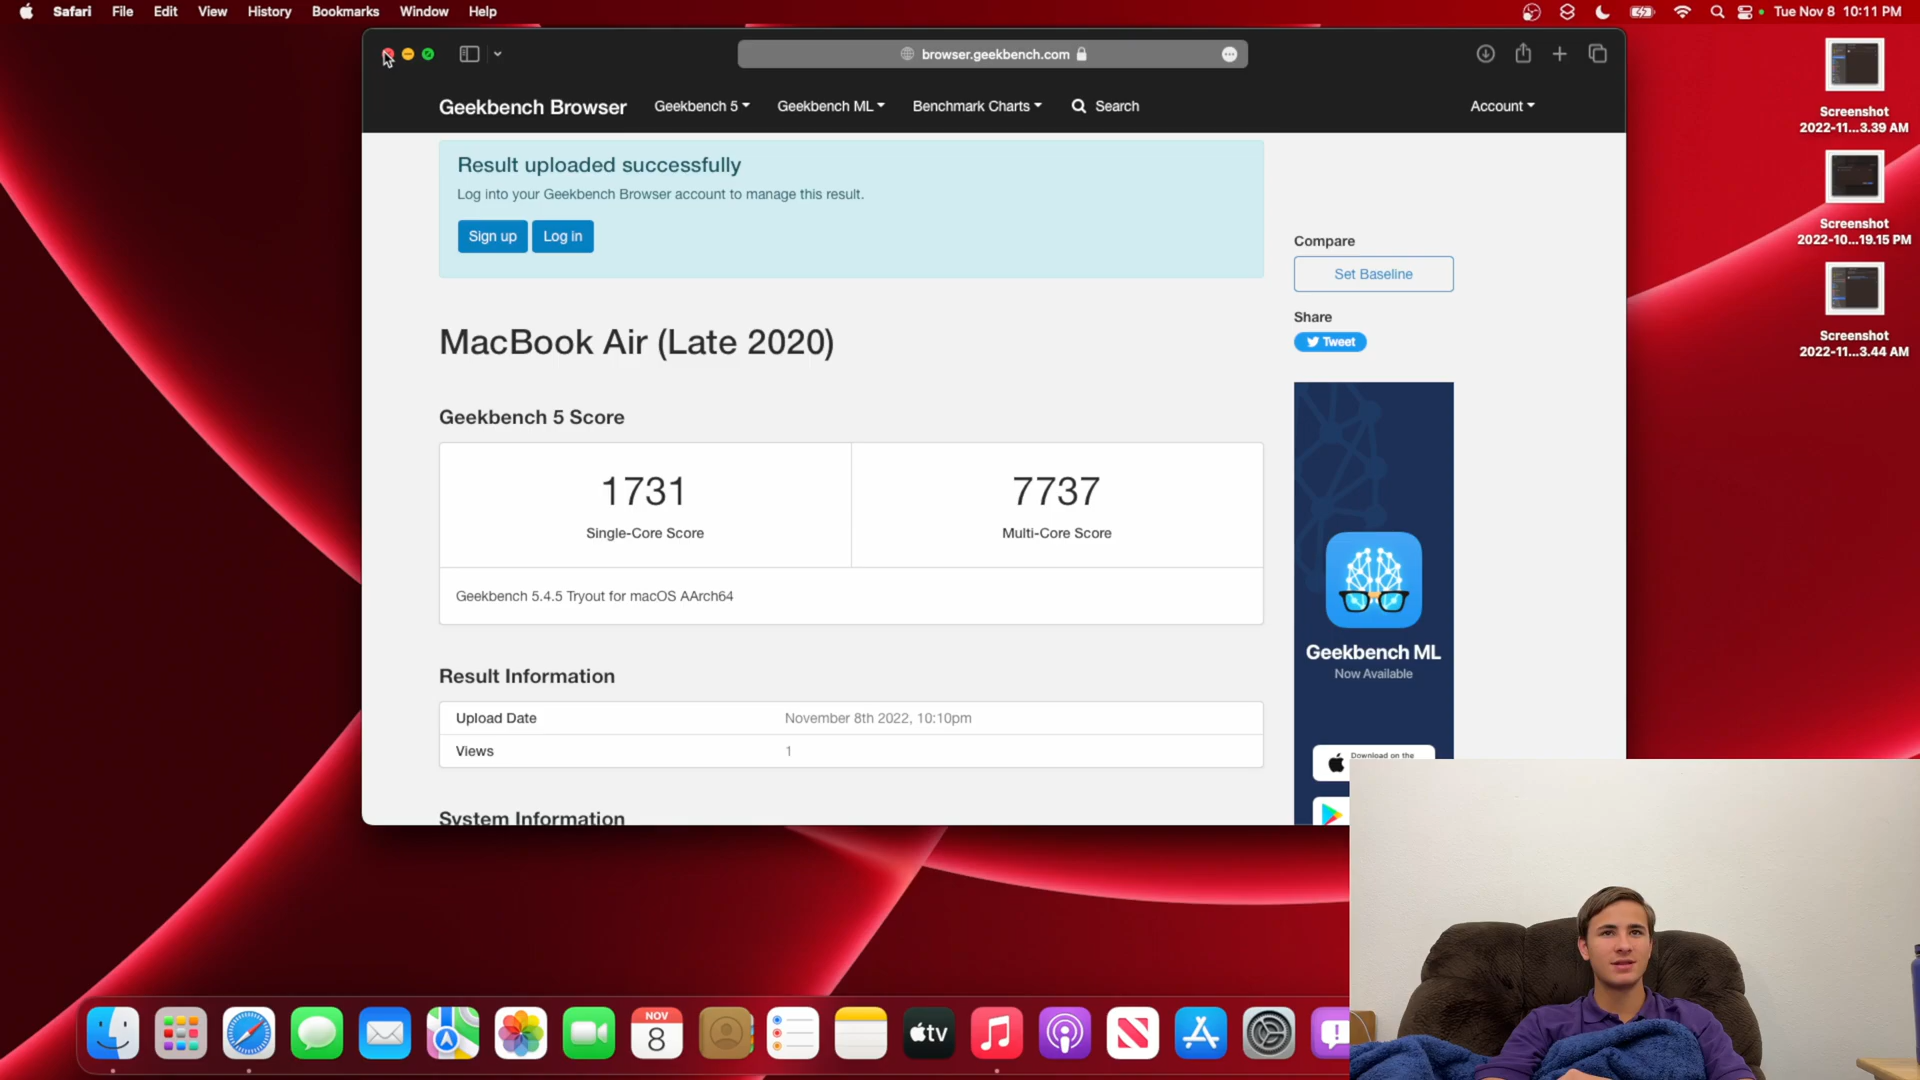 Safari File Edit View History Bookmarks Window Help
Tue Nov 8 10:11 PM
browser.geekbench.com
Geekbench Browser
Geekbench 5
Geekbench ML
Benchmark Charts
Search
Account
Result uploaded successfully
Log into your Geekbench Browser account to manage this result.
Sign up
Log in
MacBook Air (Late 2020)
Geekbench 5 Score
1731
Single-Core Score
7737
Multi-Core Score
Geekbench 5.4.5 Tryout for macOS AArch64
Result Information
Upload Date November 8th 2022, 10:10pm
Views 1
System Information
Compare
Set Baseline
Share
Tweet
Geekbench ML
Now Available
Download on the
Screenshot
2022-11...3.39 AM
Screenshot
2022-10...19.15 PM
Screenshot
2022-11...3.44 AM
NOV
8
tv